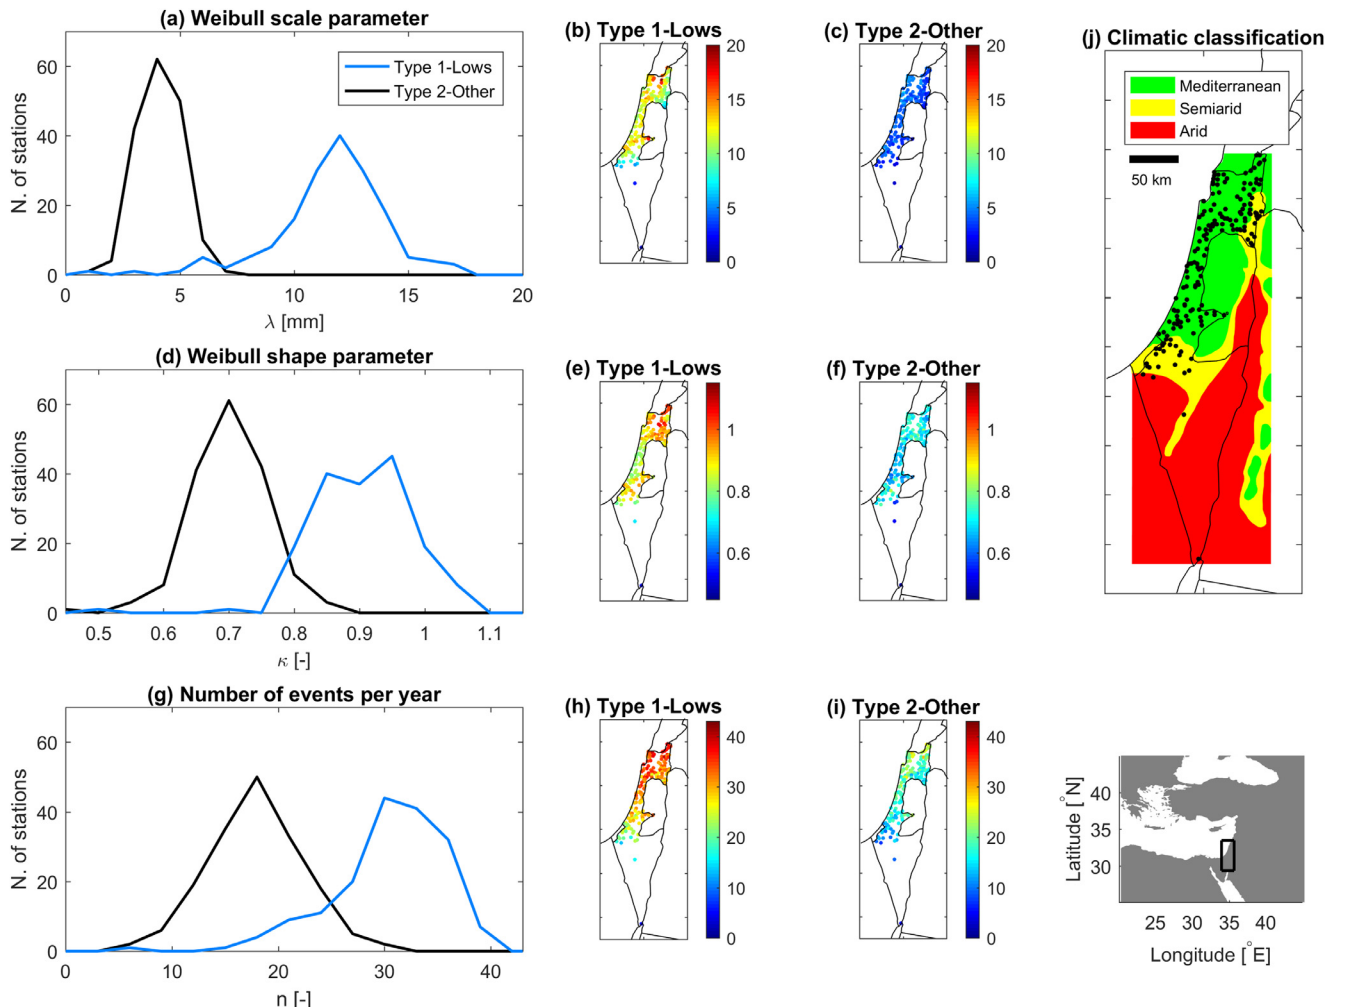 (a) Weibull scale parameter
N. of stations
60
40
20
0
Type 1-Lows
Type 2-Other
0 5 10 15 20
λ [mm]
(b) Type 1-Lows
20
15
10
5
0
(c) Type 2-Other
20
15
10
5
0
(j) Climatic classification
Mediterranean
Semiarid
Arid
50 km
(d) Weibull shape parameter
N. of stations
60
40
20
0
0.5 0.6 0.7 0.8 0.9 1 1.1
κ [-]
(e) Type 1-Lows
1
0.8
0.6
(f) Type 2-Other
1
0.8
0.6
(g) Number of events per year
N. of stations
60
40
20
0
0 10 20 30 40
n [-]
(h) Type 1-Lows
40
30
20
10
0
(i) Type 2-Other
40
30
20
10
0
Latitude [°N]
40
35
30
25 30 35 40
Longitude [°E]